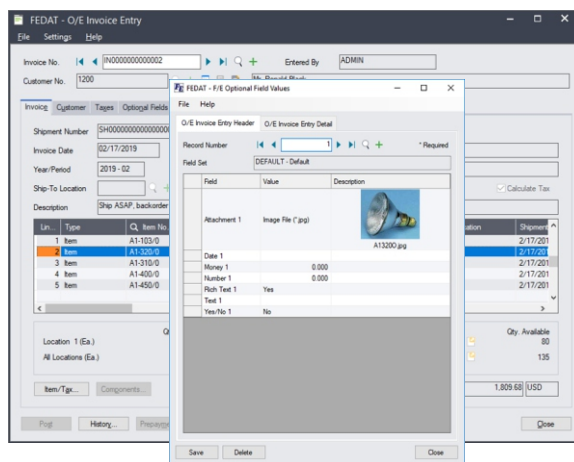 FEDAT - O/E Invoice Entry
File Settings Help
Invoice No. IN0000000000002 Entered By ADMIN
Customer No. 1200 Mr. Ronald Black
FEDAT - F/E Optional Field Values
File Help
Invoice Customer Taxes Optional Fields
O/E Invoice Entry Header O/E Invoice Entry Detail
Shipment Number SH000000000000000
Record Number 1 * Required
Invoice Date 02/17/2019
Field Set DEFAULT - Default
Year/Period 2019 - 02
Field Value Description
Ship-To Location Calculate Tax
Description Ship ASAP, backorder
Attachment 1 Image File (*.jpg)
A13200.jpg
Lin... Type Item No. Shipment
1 Item A1-103/0 2/17/201
2 Item A1-320/0 2/17/201
3 Item A1-310/0 2/17/201
4 Item A1-400/0 2/17/201
5 Item A1-450/0 2/17/201
Date 1
Money 1 0.000
Number 1 0.000
Rich Text 1 Yes
Text 1
Yes/No 1 No
Qty. Available
Location 1 (Ea.) 80
All Locations (Ea.) 135
Item/Tax... Components... 1,809.68 USD
Post History... Close
Save Delete Close